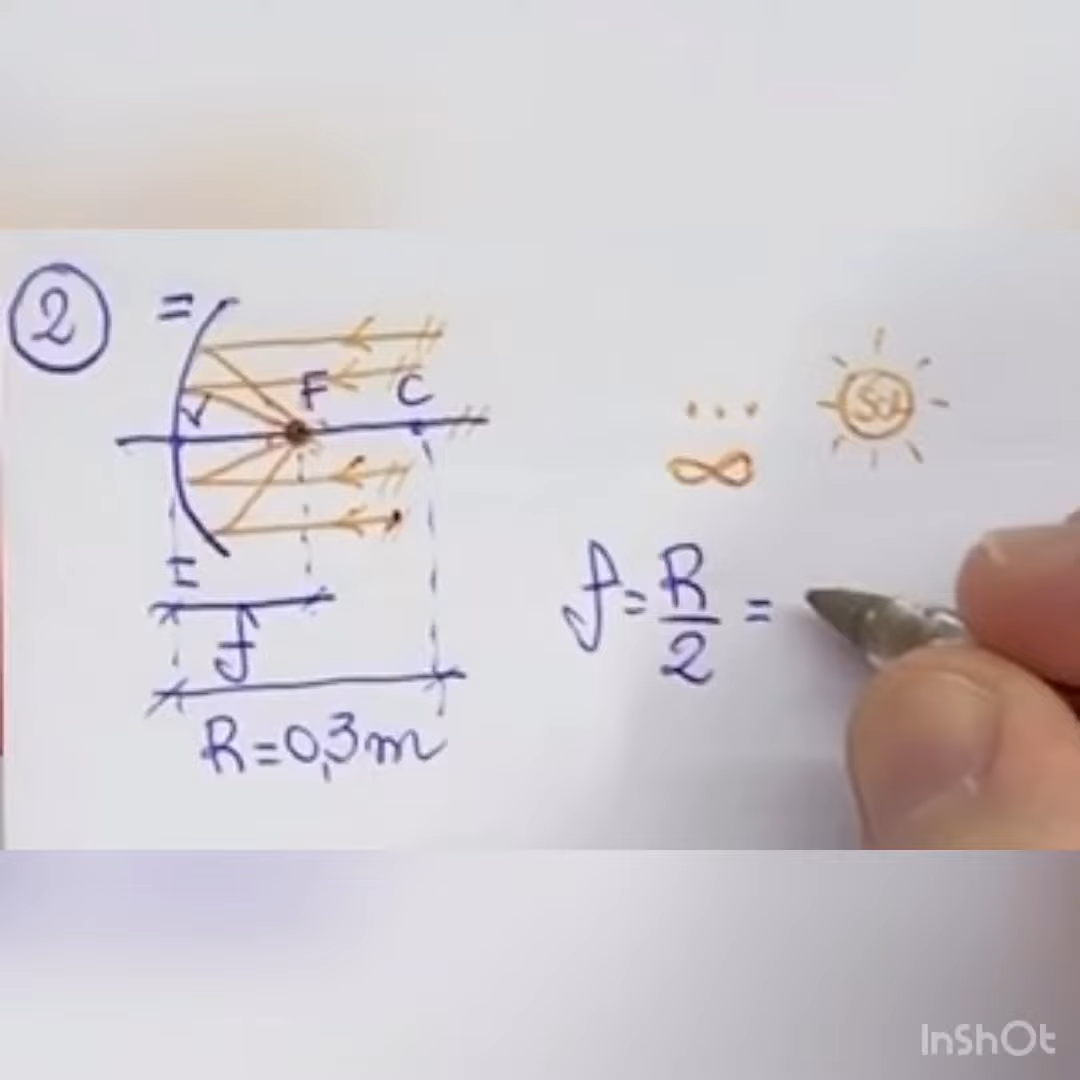 2 =
F C
V
... Sol
∞
f
f = R/2 =
R=0,3m
InShOt